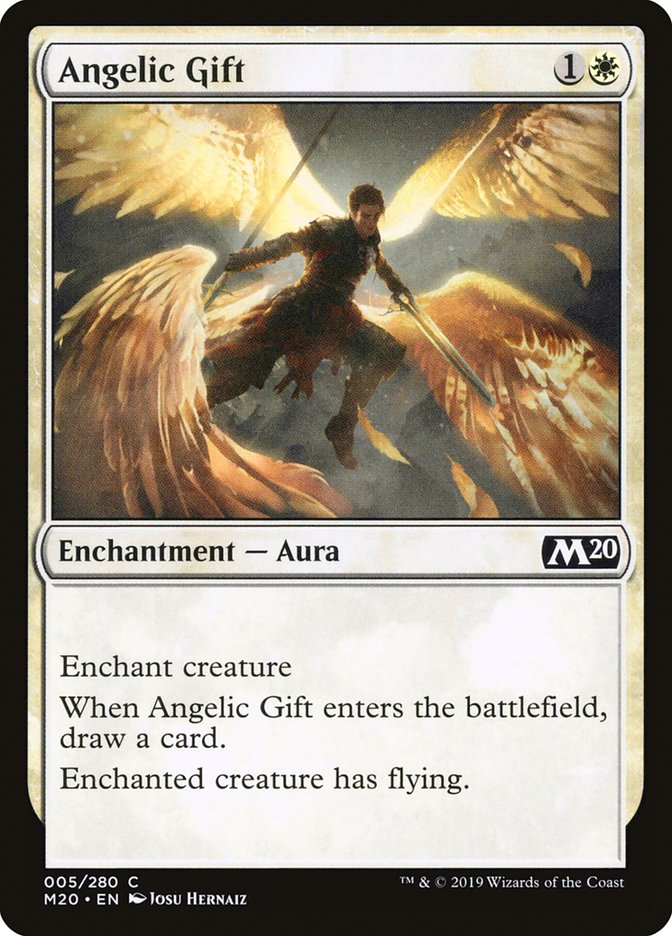 Angelic Gift 1
Enchantment — Aura M20
Enchant creature
When Angelic Gift enters the battlefield,
draw a card.
Enchanted creature has flying.
005/280 C ™ & © 2019 Wizards of the Coast
M20 • EN Josu Hernaiz